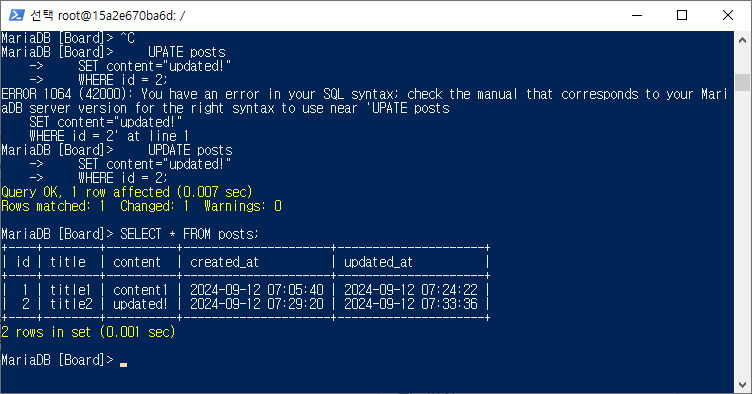 선택 root@15a2e670ba6d: /
MariaDB [Board]> ^C
MariaDB [Board]>     UPATE posts
    ->     SET content="updated!"
    ->     WHERE id = 2;
ERROR 1064 (42000): You have an error in your SQL syntax; check the manual that corresponds to your Mari
aDB server version for the right syntax to use near 'UPATE posts
    SET content="updated!"
    WHERE id = 2' at line 1
MariaDB [Board]>     UPDATE posts
    ->     SET content="updated!"
    ->     WHERE id = 2;
Query OK, 1 row affected (0.007 sec)
Rows matched: 1  Changed: 1  Warnings: 0
MariaDB [Board]> SELECT * FROM posts;
+----+--------+----------+---------------------+---------------------+
| id | title  | content  | created_at          | updated_at          |
+----+--------+----------+---------------------+---------------------+
|  1 | title1 | content1 | 2024-09-12 07:05:40 | 2024-09-12 07:24:22 |
|  2 | title2 | updated! | 2024-09-12 07:29:20 | 2024-09-12 07:33:36 |
+----+--------+----------+---------------------+---------------------+
2 rows in set (0.001 sec)
MariaDB [Board]>